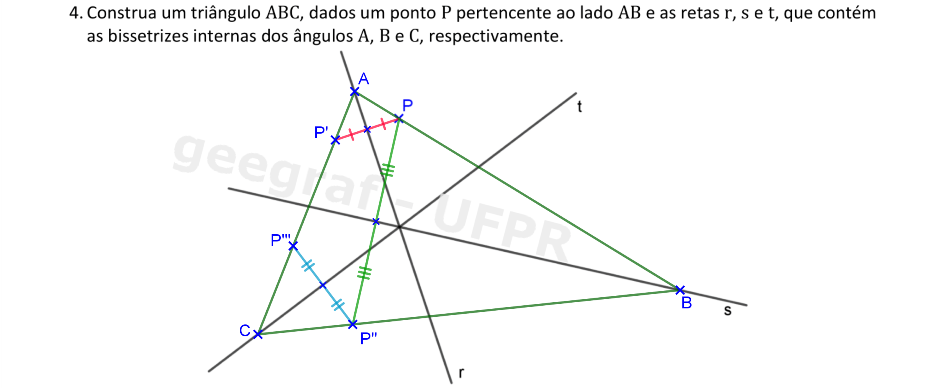 4. Construa um triângulo ABC, dados um ponto P pertencente ao lado AB e as retas r, s e t, que contém
as bissetrizes internas dos ângulos A, B e C, respectivamente.
A
P
t
P'
geegraf - UFPR
P'''
B
s
C
P''
r